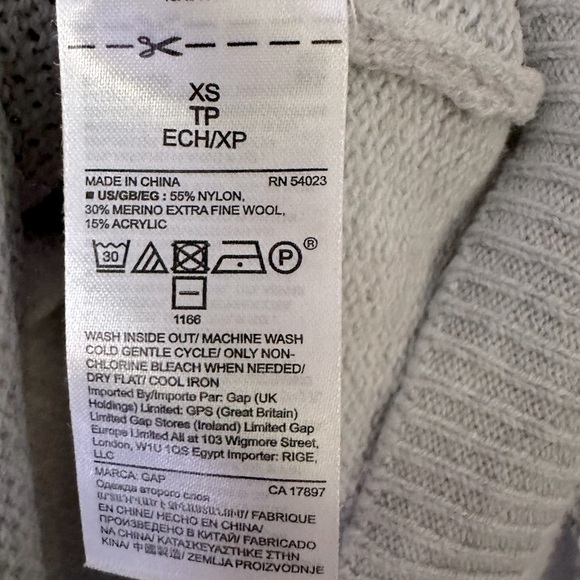 XS
TP
ECH/XP
MADE IN CHINA RN 54023
■ US/GB/EG : 55% NYLON,
30% MERINO EXTRA FINE WOOL,
15% ACRYLIC
30 P ®
1166
WASH INSIDE OUT/ MACHINE WASH
COLD GENTLE CYCLE/ ONLY NON-
CHLORINE BLEACH WHEN NEEDED/
DRY FLAT/ COOL IRON
Imported By/Importe Par: Gap (UK
Holdings) Limited: GPS (Great Britain)
Limited Gap Stores (Ireland) Limited Gap
Europe Limited All at 103 Wigmore Street,
London, W1U 1QS Egypt Importer: RIGE,
LLC
MARCA: GAP
Одежда второго слоя CA 17897
FABRIQUE
EN CHINE/ HECHO EN CHINA/
ПРОИЗВЕДЕНО В КИТАЙ/ FABRICADO
NA CHINA/ ΚΑΤΑΣΚΕΥΑΣΤΗΚΕ ΣΤΗΝ
ΚΙΝΑ/ 中國製造/ ZEMLJA PROIZVODNJE